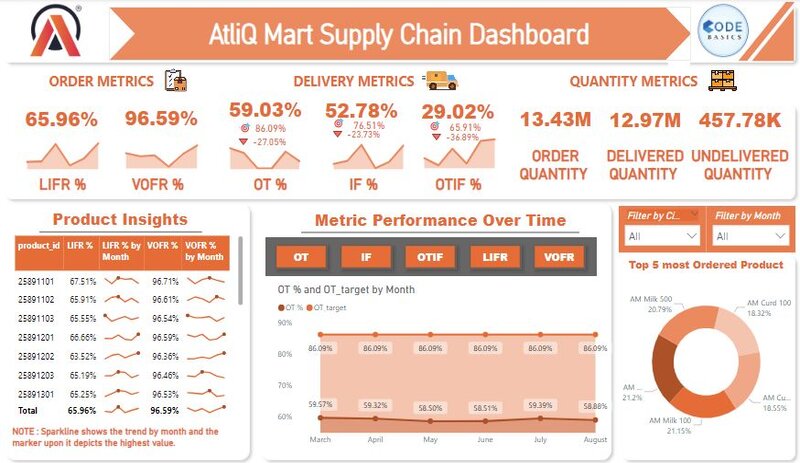 AtliQ Mart Supply Chain Dashboard
CODE
BASICS
ORDER METRICS
DELIVERY METRICS
QUANTITY METRICS
65.96%
96.59%
59.03%
86.09%
-27.05%
52.78%
76.51%
-23.73%
29.02%
65.91%
-36.89%
13.43M
12.97M
457.78K
LIFR %
VOFR %
OT %
IF %
OTIF %
ORDER
QUANTITY
DELIVERED
QUANTITY
UNDELIVERED
QUANTITY
Product Insights
product_id LIFR % LIFR % by Month VOFR % VOFR % by Month
25891101 67.51% 96.71%
25891102 65.91% 96.61%
25891103 65.55% 96.54%
25891201 66.66% 96.59%
25891202 63.52% 96.36%
25891203 65.19% 96.46%
25891301 65.25% 96.53%
Total 65.96% 96.59%
NOTE : Sparkline shows the trend by month and the
marker upon it depicts the highest value.
Metric Performance Over Time
OT IF OTIF LIFR VOFR
OT % and OT_target by Month
OT % OT_target
90%
80%
70%
60%
86.09% 86.09% 86.09% 86.09% 86.09% 86.09%
59.57% 59.32% 58.50% 58.51% 59.39% 58.88%
March April May June July August
Filter by Ci...
All
Filter by Month
All
Top 5 most Ordered Product
AM Milk 500
20.79%
AM Curd 100
18.32%
AM ...
21.2%
AM Cu...
18.55%
AM Milk 100
21.15%